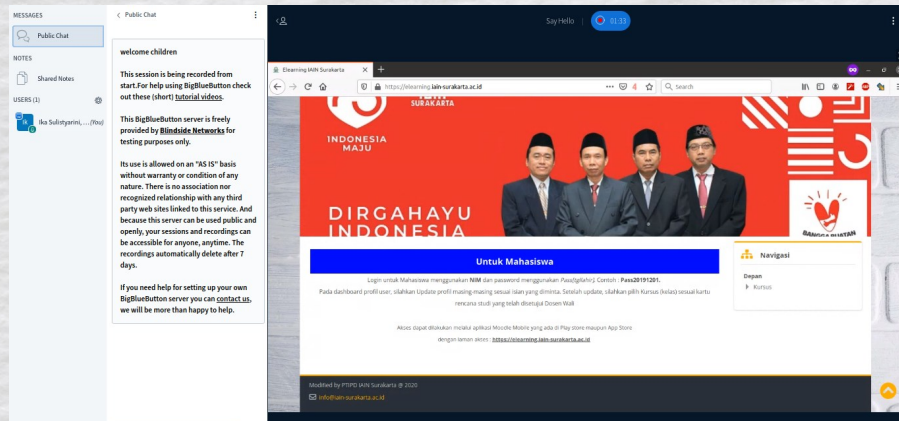 MESSAGES
Public Chat
NOTES
Shared Notes
USERS (1)
Ik
Ika Sulistyarini, ... (You)
Public Chat
welcome children
This session is being recorded from
start.For help using BigBlueButton check
out these (short) tutorial videos.
This BigBlueButton server is freely
provided by Blindside Networks for
testing purposes only.
Its use is allowed on an "AS IS" basis
without warranty or condition of any
nature. There is no association nor
recognized relationship with any third
party web sites linked to this service. And
because this server can be used public and
openly, your sessions and recordings can
be accessible for anyone, anytime. The
recordings automatically delete after 7
days.
If you need help for setting up your own
BigBlueButton server you can contact us,
we will be more than happy to help.
Say Hello | 01:33
Elearning IAIN Surakarta
https://elearning.iain-surakarta.ac.id
Search
SURAKARTA
INDONESIA
MAJU
DIRGAHAYU
INDONESIA
BANGGA BUATAN
Untuk Mahasiswa
Login untuk Mahasiswa menggunakan NIM dan password menggunakan Pass(tgllahir). Contoh : Pass20191201.
Pada dashboard profil user, silahkan Update profil masing-masing sesuai isian yang diminta. Setelah update, silahkan pilih Kursus (kelas) sesuai kartu
rencana studi yang telah disetujui Dosen Wali
Akses dapat dilakukan melalui aplikasi Moodle Mobile yang ada di Play store maupun App Store
dengan laman akses : https://elearning.iain-surakarta.ac.id
Navigasi
Depan
Kursus
Modified by PTIPD IAIN Surakarta @ 2020
info@iain-surakarta.ac.id